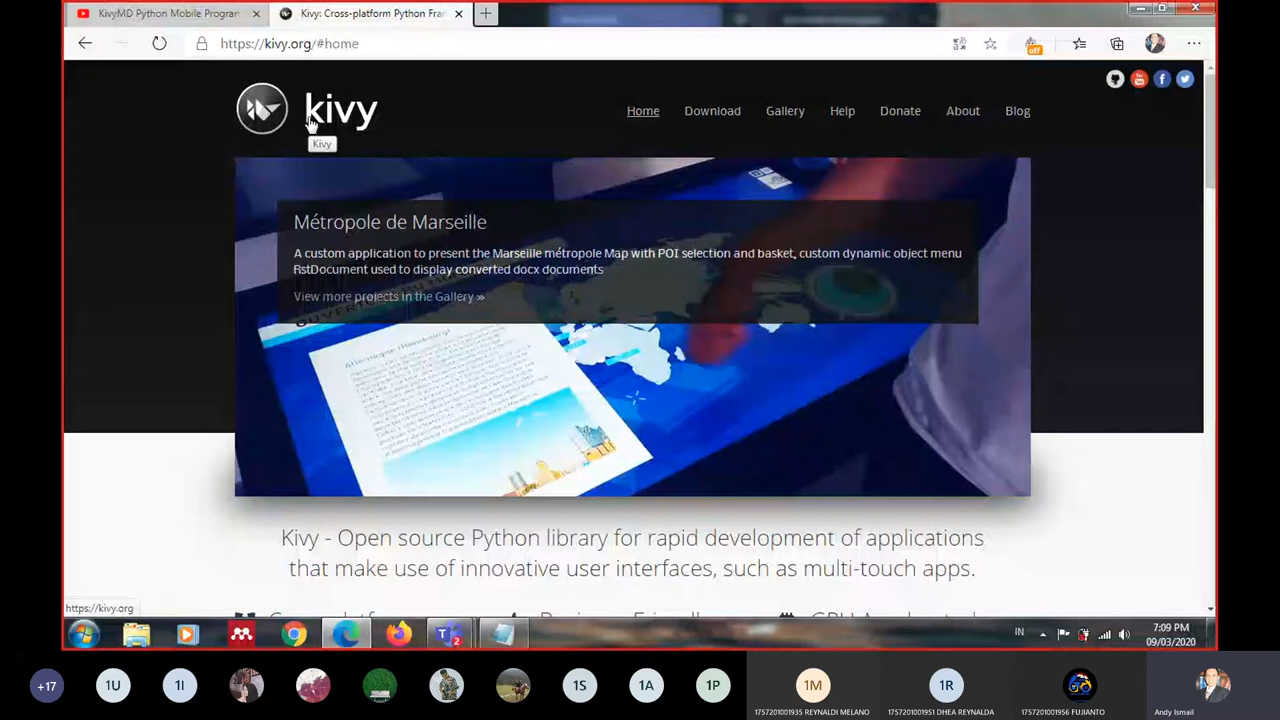 KivyMD Python Mobile Program
Kivy: Cross-platform Python Fra
https://kivy.org/#home
off
kivy
Kivy
Home
Download
Gallery
Help
Donate
About
Blog
Métropole de Marseille
A custom application to present the Marseille métropole Map with POI selection and basket, custom dynamic object menu
RstDocument used to display converted docx documents
View more projects in the Gallery »
Kivy - Open source Python library for rapid development of applications
that make use of innovative user interfaces, such as multi-touch apps.
https://kivy.org
IN
7:09 PM
09/03/2020
2
+17
1U
1I
1S
1A
1P
1M
1R
1757201001935 REYNALDI MELANO
1757201001951 DHEA REYNALDA
1757201001956 FUJIANTO
Andy Ismail